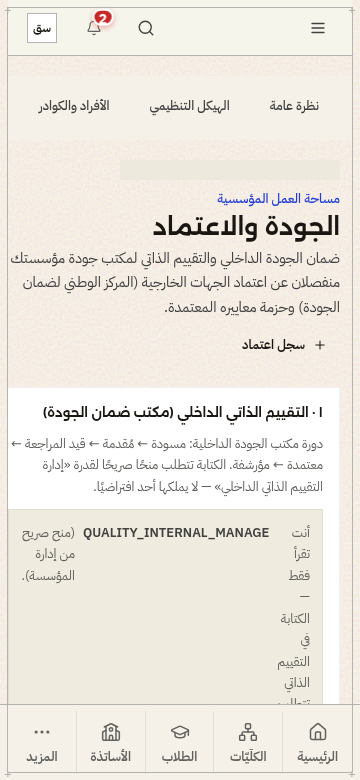 2
سق
نظرة عامة
الهيكل التنظيمي
الأفراد والكوادر
مساحة العمل المؤسسية
الجودة والاعتماد
ضمان الجودة الداخلي والتقييم الذاتي لمكتب جودة مؤسستك
منفصلان عن اعتماد الجهات الخارجية (المركز الوطني لضمان
الجودة) وحزمة معاييره المعتمدة.
+ سجل اعتماد
١٠ التقييم الذاتي الداخلي (مكتب ضمان الجودة)
دورة مكتب الجودة الداخلية: مسودة ← مُقدمة ← قيد المراجعة ←
معتمدة ← مؤرشفة. الكتابة تتطلب منحًا صريحًا لقدرة «إدارة
التقييم الذاتي الداخلي» — لا يملكها أحد افتراضيًا.
أنت
تقرأ
فقط
—
الكتابة
في
التقييم
الذاتي
تتطلب
QUALITY_INTERNAL_MANAGE
(منح صريح
من إدارة
المؤسسة).
الرئيسية
الكلّيّات
الطلاب
الأساتذة
المزيد